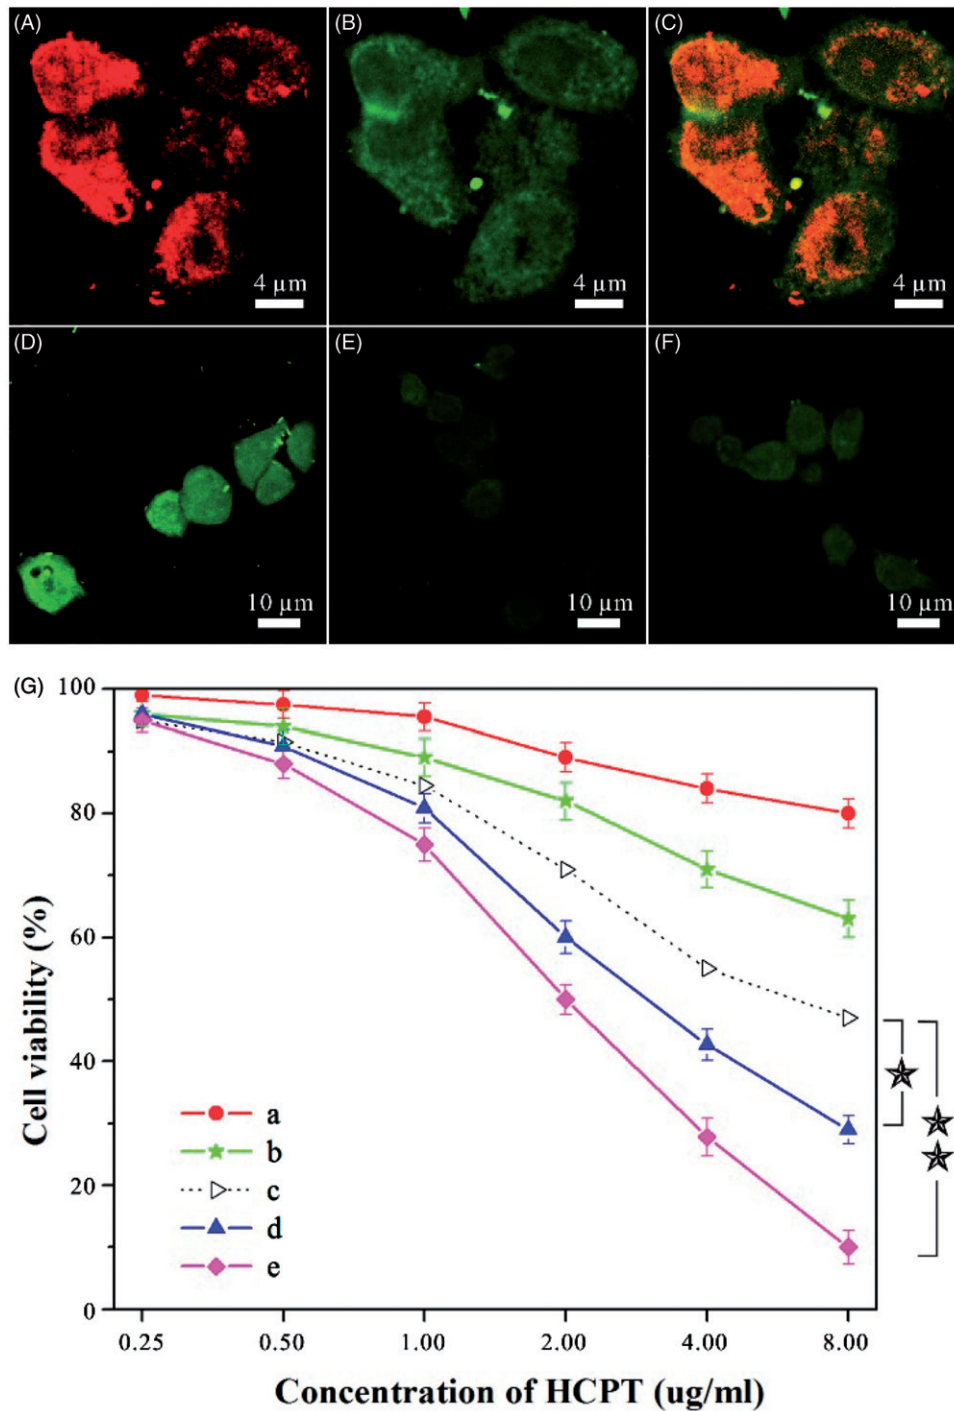 (A) (B) (C)
4 µm 4 µm 4 µm
(D) (E) (F)
10 µm 10 µm 10 µm
(G)
100
80
60
40
20
0
Cell viability (%)
a
b
c
d
e
0.25 0.50 1.00 2.00 4.00 8.00
Concentration of HCPT (ug/ml)